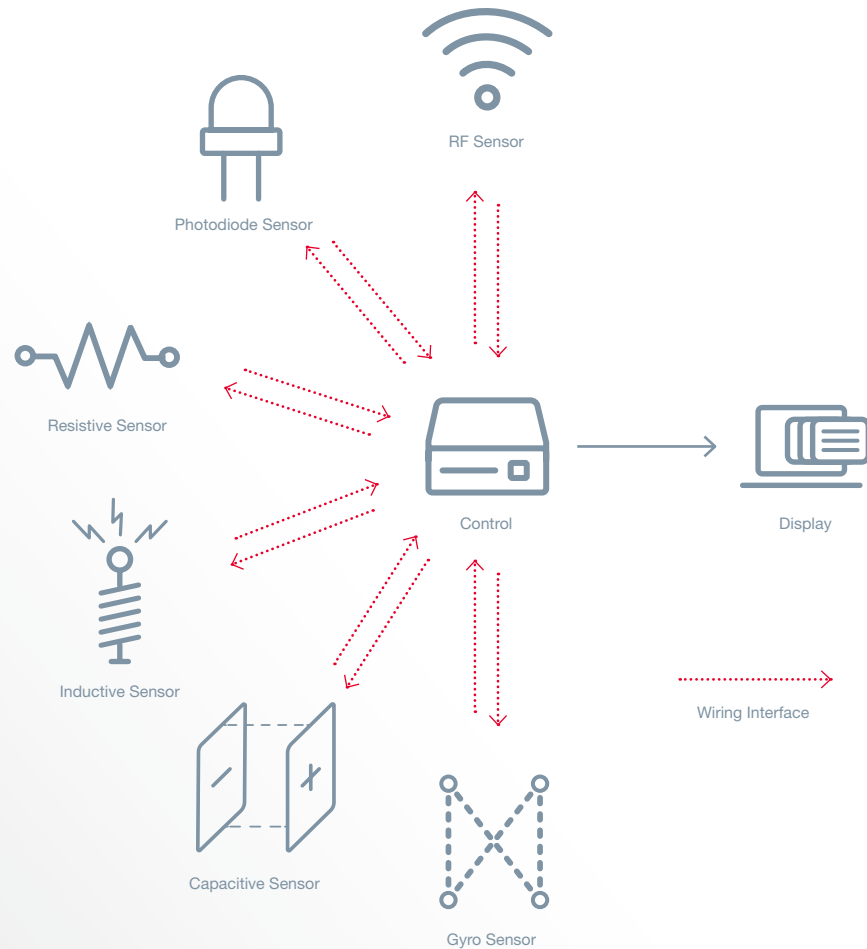 RF Sensor
Photodiode Sensor
Resistive Sensor
Control
Display
Inductive Sensor
Wiring Interface
Capacitive Sensor
Gyro Sensor